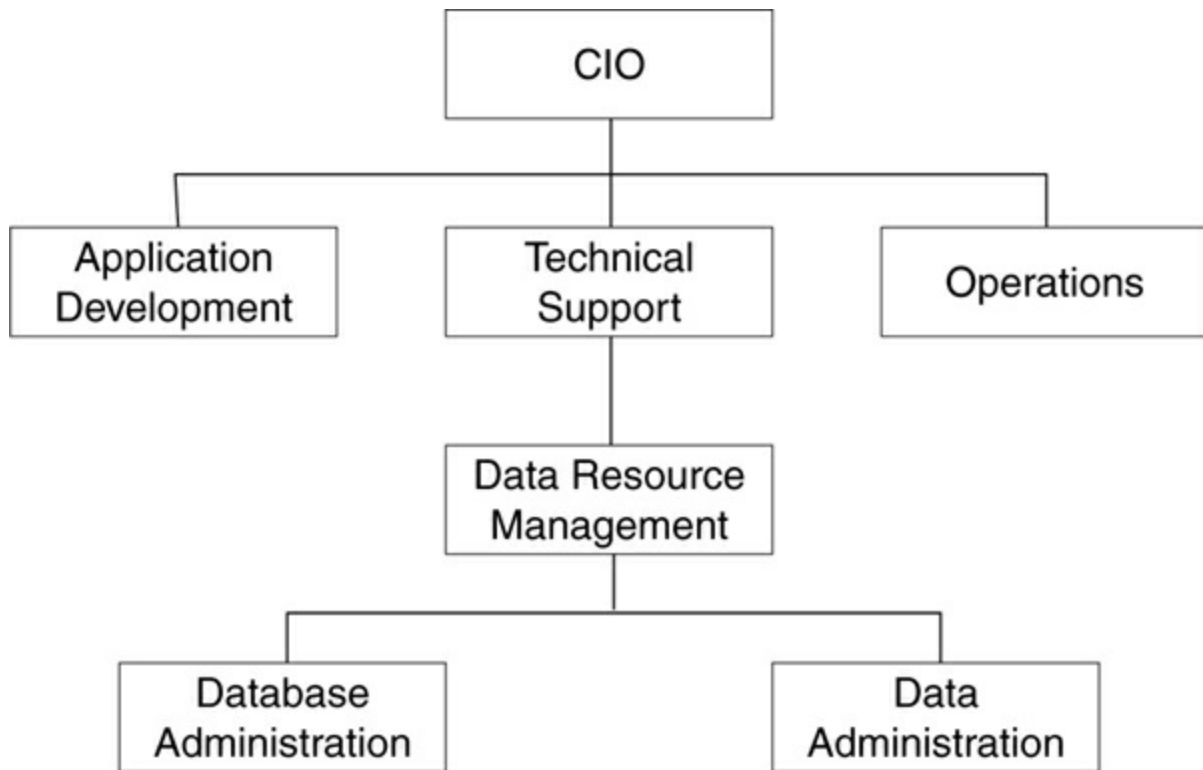 CIO
Application
Development
Technical
Support
Operations
Data Resource
Management
Database
Administration
Data
Administration